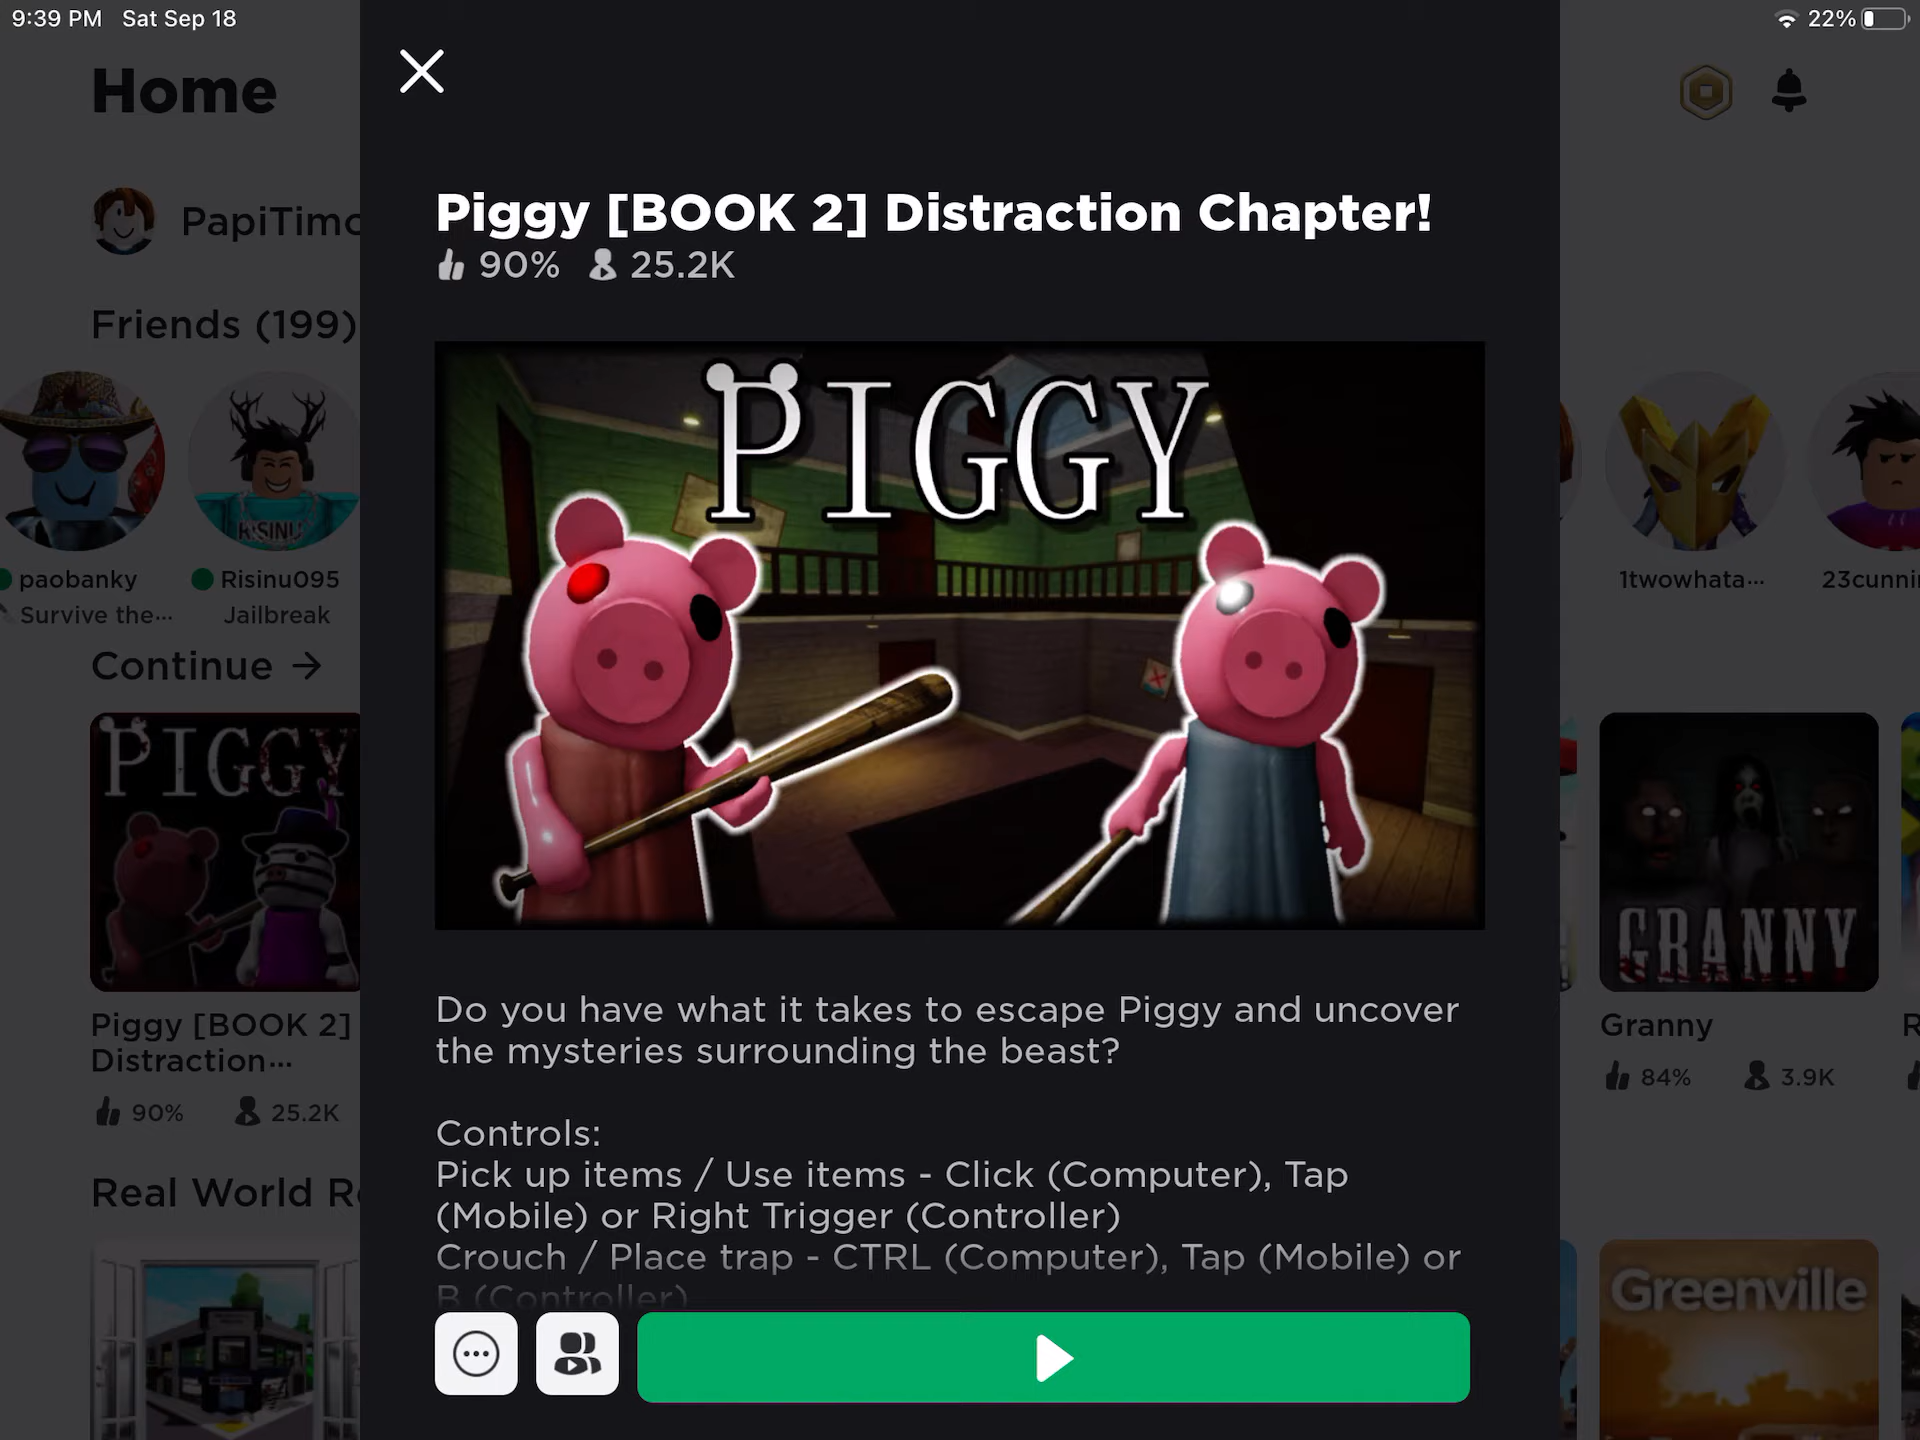 9:39 PM Sat Sep 18
22%
Home
PapiTimo
Friends (199)
paobanky
Survive the...
RISINU
Risinu095
Jailbreak
1twowhata...
23cunni
Continue →
PIGGY
Piggy [BOOK 2]
Distraction...
90% 25.2K
GRANNY
Granny
84% 3.9K
Real World R
Greenville
Piggy [BOOK 2] Distraction Chapter!
90% 25.2K
PIGGY
Do you have what it takes to escape Piggy and uncover
the mysteries surrounding the beast?
Controls:
Pick up items / Use items - Click (Computer), Tap
(Mobile) or Right Trigger (Controller)
Crouch / Place trap - CTRL (Computer), Tap (Mobile) or
B (Controller)